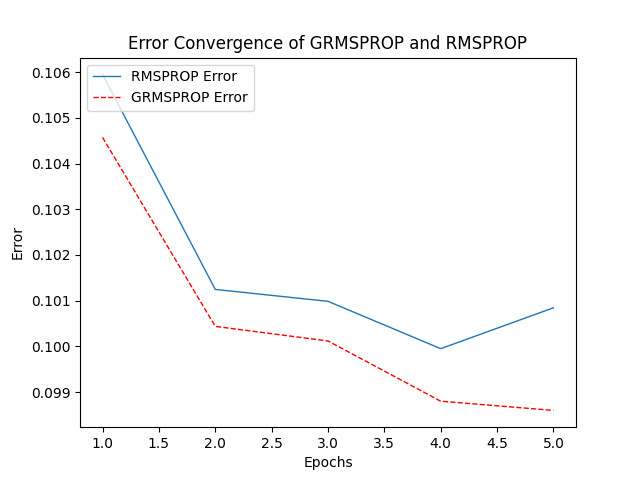 Error Convergence of GRMSPROP and RMSPROP
RMSPROP Error
GRMSPROP Error
Error
0.106
0.105
0.104
0.103
0.102
0.101
0.100
0.099
1.0 1.5 2.0 2.5 3.0 3.5 4.0 4.5 5.0
Epochs